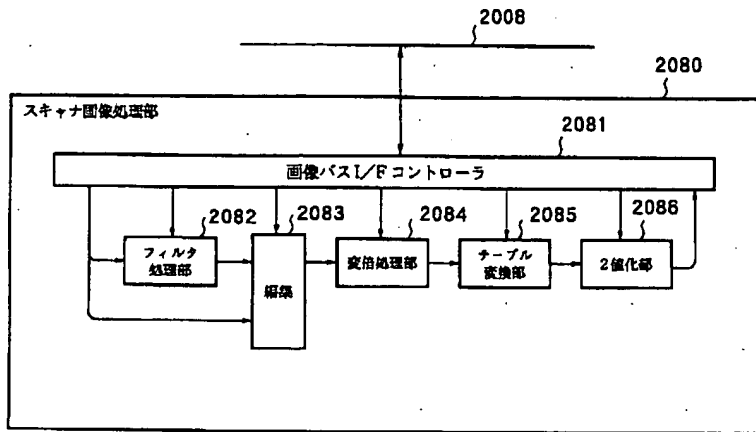 2008
2080
スキャナ画像処理部
2081
画像バスI/Fコントローラ
2082
2083
2084
2085
2086
フィルタ
処理部
編集
変倍処理部
テーブル
変換部
2値化部